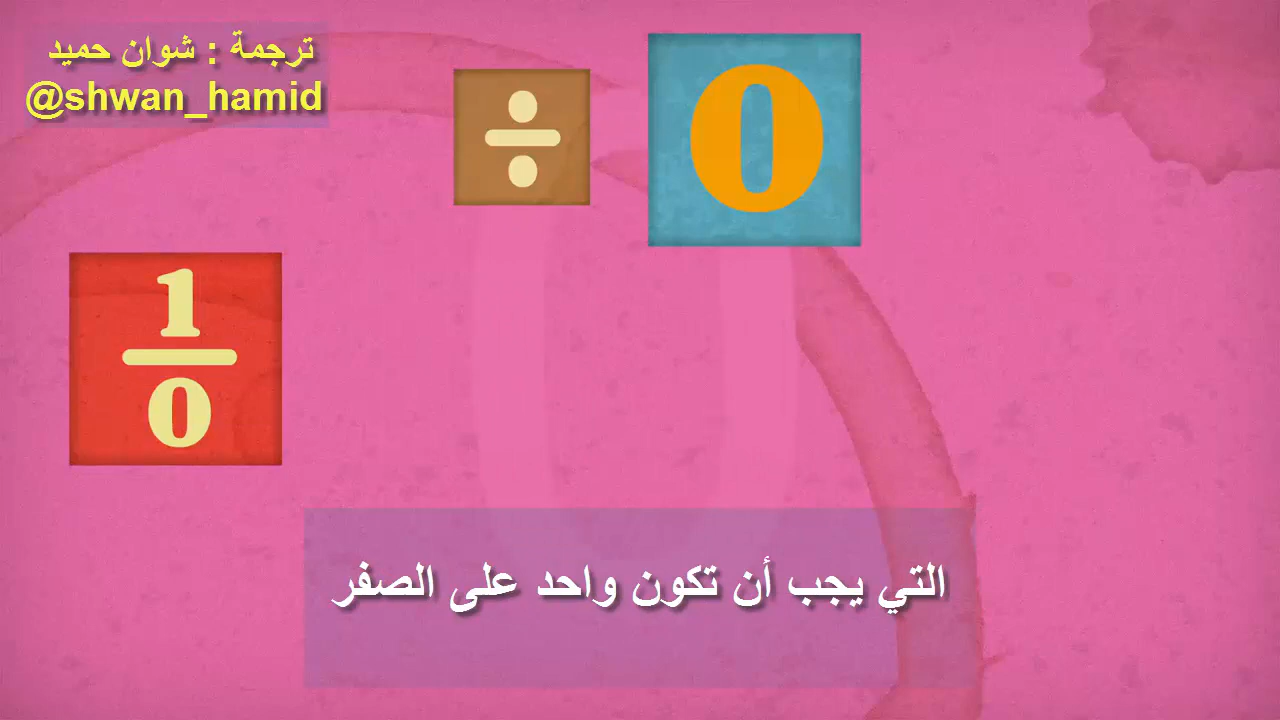 ترجمة : شوان حميد
@shwan_hamid
÷ 0
1
0
التي يجب أن تكون واحد على الصفر